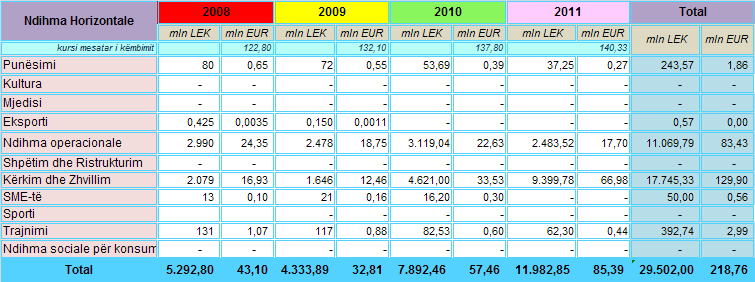 Ndihma Horizontale 2008 2009 2010 2011 Total
mln LEK mln EUR mln LEK mln EUR mln LEK mln EUR mln LEK mln EUR mln LEK mln EUR
kursi mesatar i këmbimit 122,80 132,10 137,80 140,33
Punësimi 80 0,65 72 0,55 53,69 0,39 37,25 0,27 243,57 1,86
Kultura - - - - - - - - - -
Mjedisi - - - - - - - - - -
Eksporti 0,425 0,0035 0,150 0,0011 - - - - 0,57 0,00
Ndihma operacionale 2.990 24,35 2.478 18,75 3.119,04 22,63 2.483,52 17,70 11.069,79 83,43
Shpëtim dhe Ristrukturim - - - - - - - - - -
Kërkim dhe Zhvillim 2.079 16,93 1.646 12,46 4.621,00 33,53 9.399,78 66,98 17.745,33 129,90
SME-të 13 0,10 21 0,16 16,20 0,30 - - 50,00 0,56
Sporti - - - - - - - - - -
Trajnimi 131 1,07 117 0,88 82,53 0,60 62,30 0,44 392,74 2,99
Ndihma sociale për konsum - - - - - - - - - -
Total 5.292,80 43,10 4.333,89 32,81 7.892,46 57,46 11.982,85 85,39 29.502,00 218,76